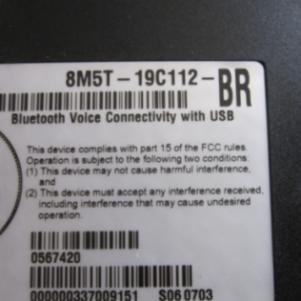 8M5T-19C112-BR
Bluetooth Voice Connectivity with USB
This device complies with part 15 of the FCC rules.
Operation is subject to the following two conditions:
(1) This device may not cause harmful interference,
and
(2) This device must accept any interference received,
including interference that may cause undesired
operation.
0567420
000000337009151 S06 0703